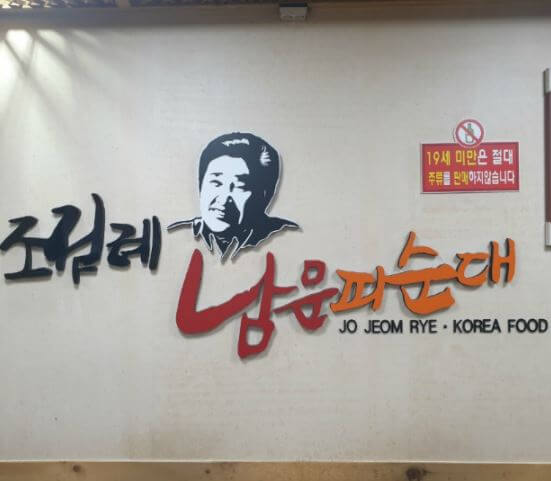 19세 미만은 절대
주류를 판매하지않습니다
조점례
남문피순대
JO JEOM RYE · KOREA FOOD